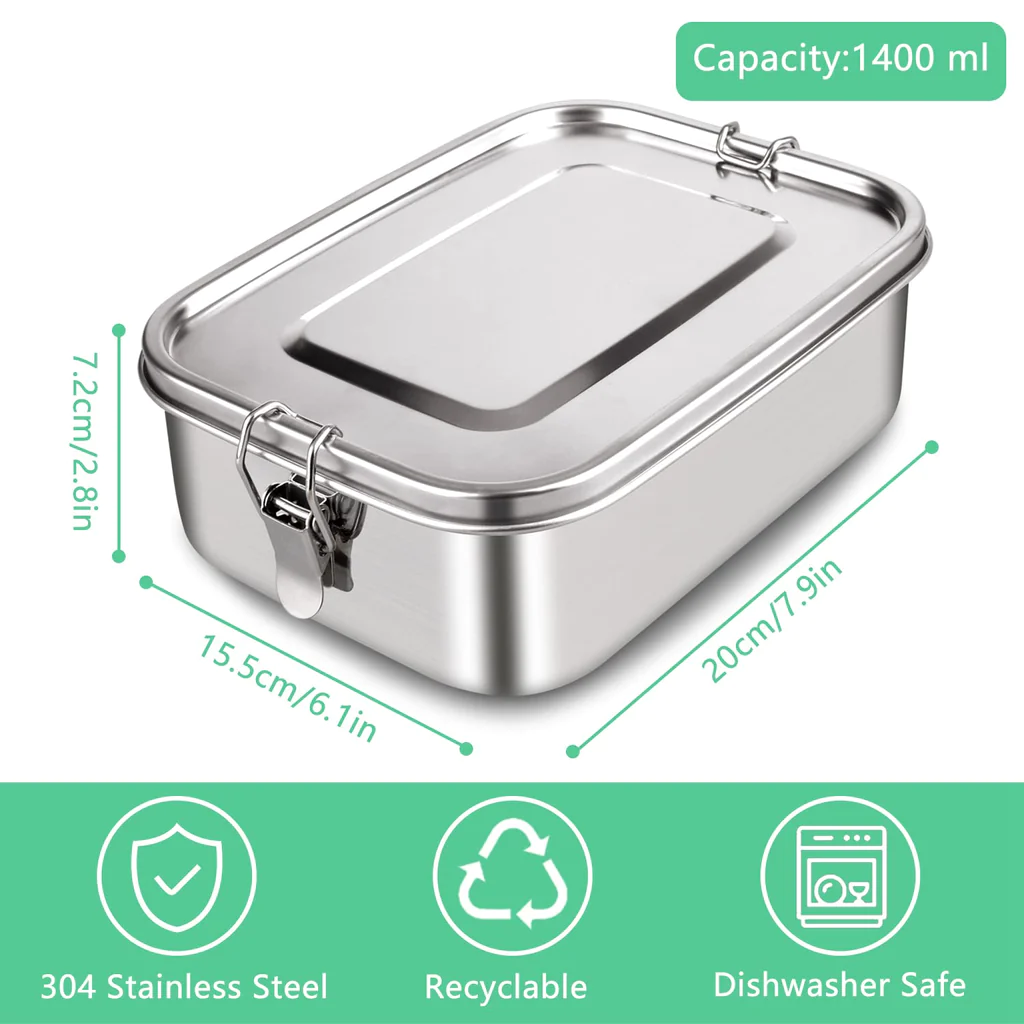 Capacity:1400 ml
7.2cm/2.8in
15.5cm/6.1in
20cm/7.9in
304 Stainless Steel
Recyclable
Dishwasher Safe